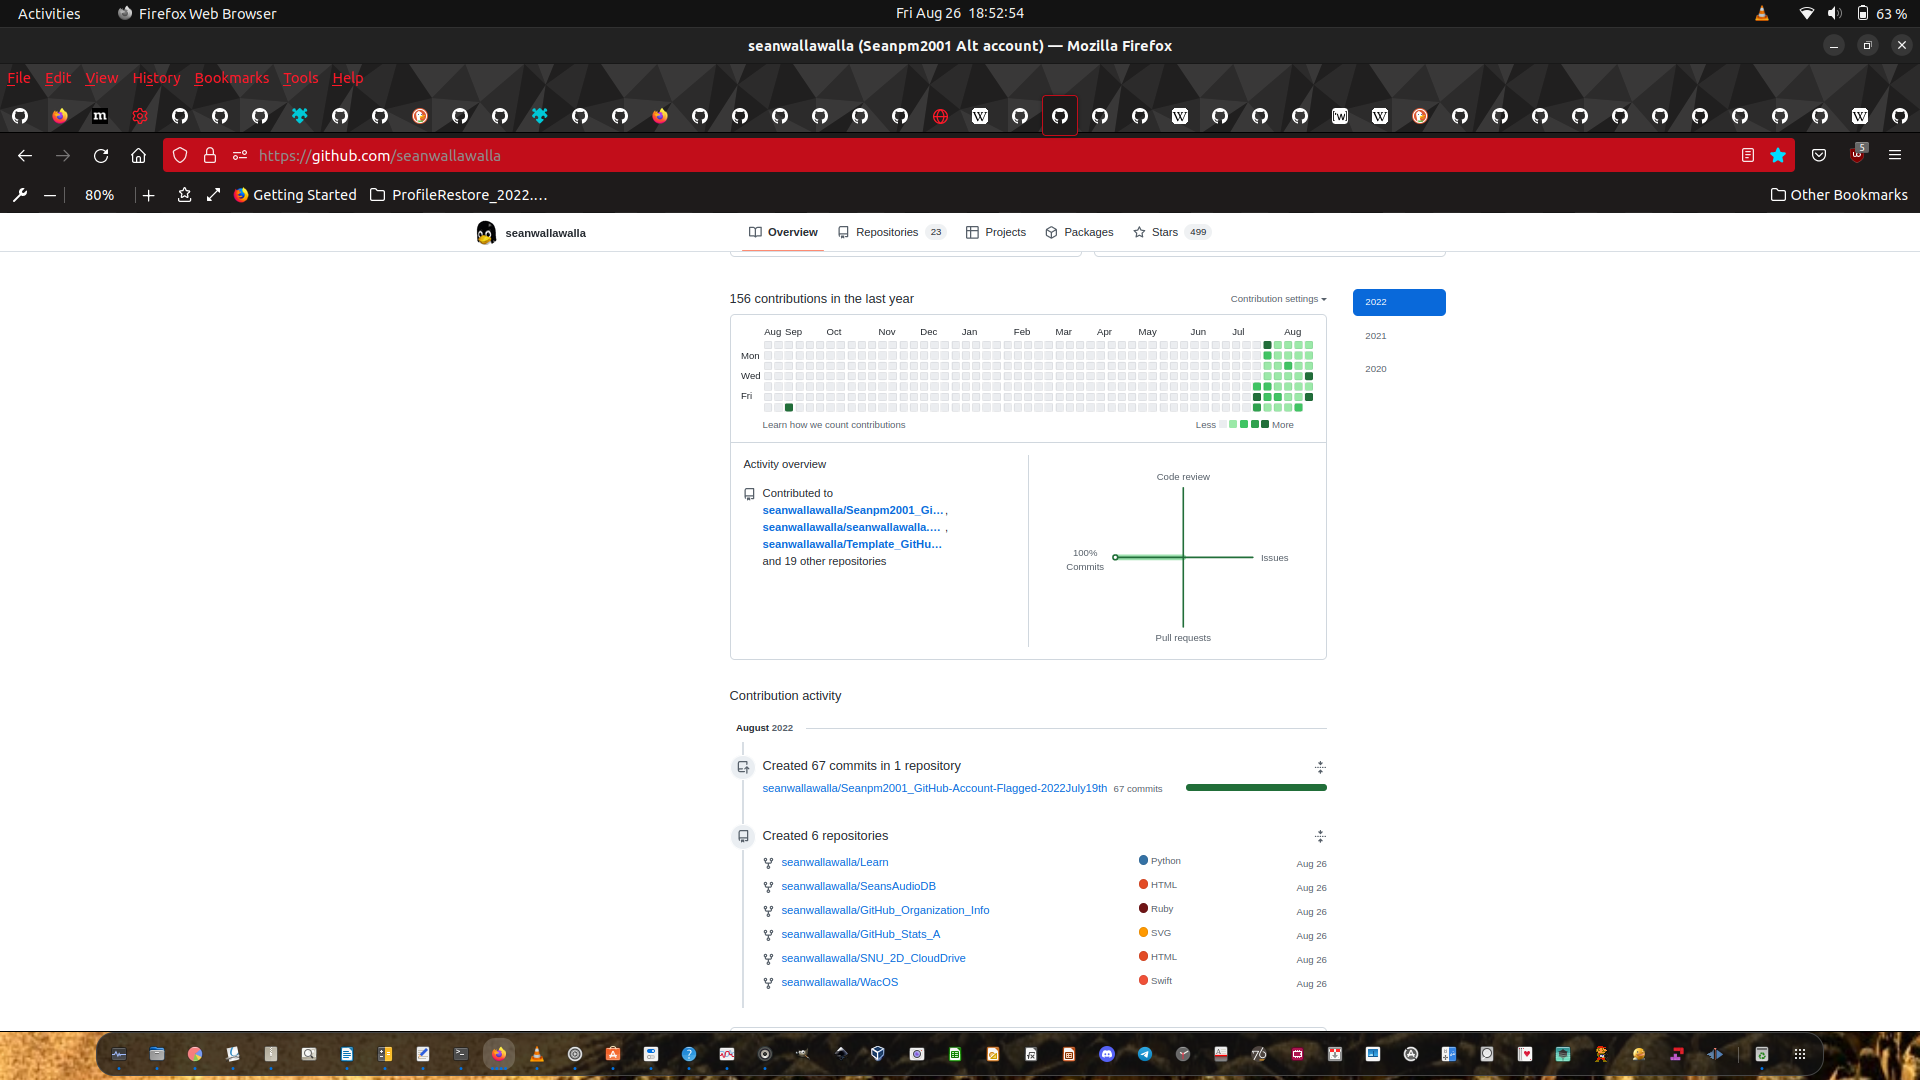 Activities
Firefox Web Browser
Fri Aug 26 18:52:54
63 %
seanwallawalla (Seanpm2001 Alt account) — Mozilla Firefox
File Edit View History Bookmarks Tools Help
https://github.com/seanwallawalla
5
80%
Getting Started
ProfileRestore_2022....
Other Bookmarks
seanwallawalla
Overview
Repositories 23
Projects
Packages
Stars 499
156 contributions in the last year
Contribution settings
2022
2021
2020
Aug Sep Oct Nov Dec Jan Feb Mar Apr May Jun Jul Aug
Mon
Wed
Fri
Learn how we count contributions
Less
More
Activity overview
Contributed to
seanwallawalla/Seanpm2001_Gi... ,
seanwallawalla/seanwallawalla.... ,
seanwallawalla/Template_GitHu...
and 19 other repositories
Code review
100%
Commits
Issues
Pull requests
Contribution activity
August 2022
Created 67 commits in 1 repository
seanwallawalla/Seanpm2001_GitHub-Account-Flagged-2022July19th 67 commits
Created 6 repositories
seanwallawalla/Learn Python Aug 26
seanwallawalla/SeansAudioDB HTML Aug 26
seanwallawalla/GitHub_Organization_Info Ruby Aug 26
seanwallawalla/GitHub_Stats_A SVG Aug 26
seanwallawalla/SNU_2D_CloudDrive HTML Aug 26
seanwallawalla/WacOS Swift Aug 26